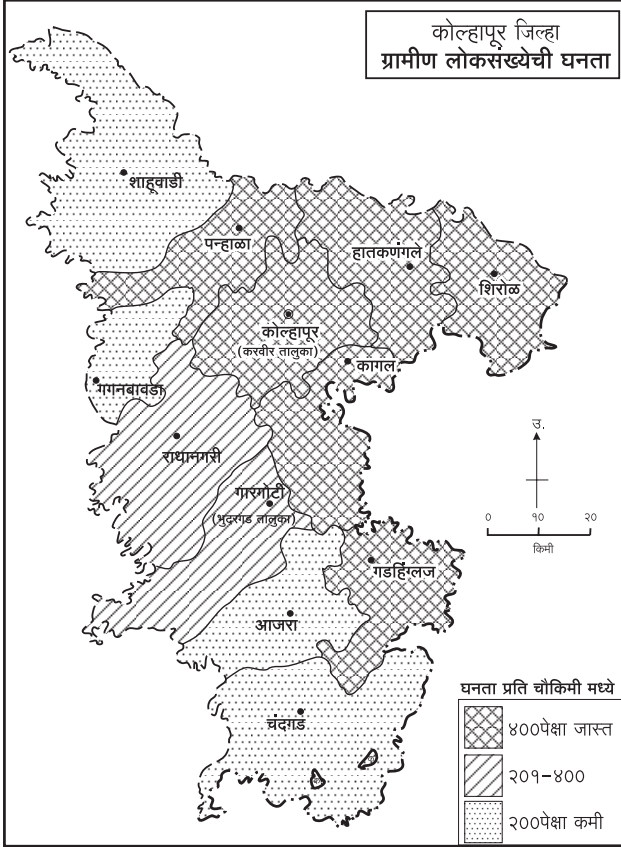 कोल्हापूर जिल्हा
ग्रामीण लोकसंख्येची घनता
शाहूवाडी
पन्हाळा
हातकणंगले
शिरोळ
कोल्हापूर
(करवीर तालुका)
कागल
गगनबावडा
राधानगरी
गारगोटी
(भुदरगड तालुका)
उ.
० १० २०
किमी
गडहिंग्लज
आजरा
चंदगड
घनता प्रति चौकिमी मध्ये
४००पेक्षा जास्त
२०१-४००
२००पेक्षा कमी